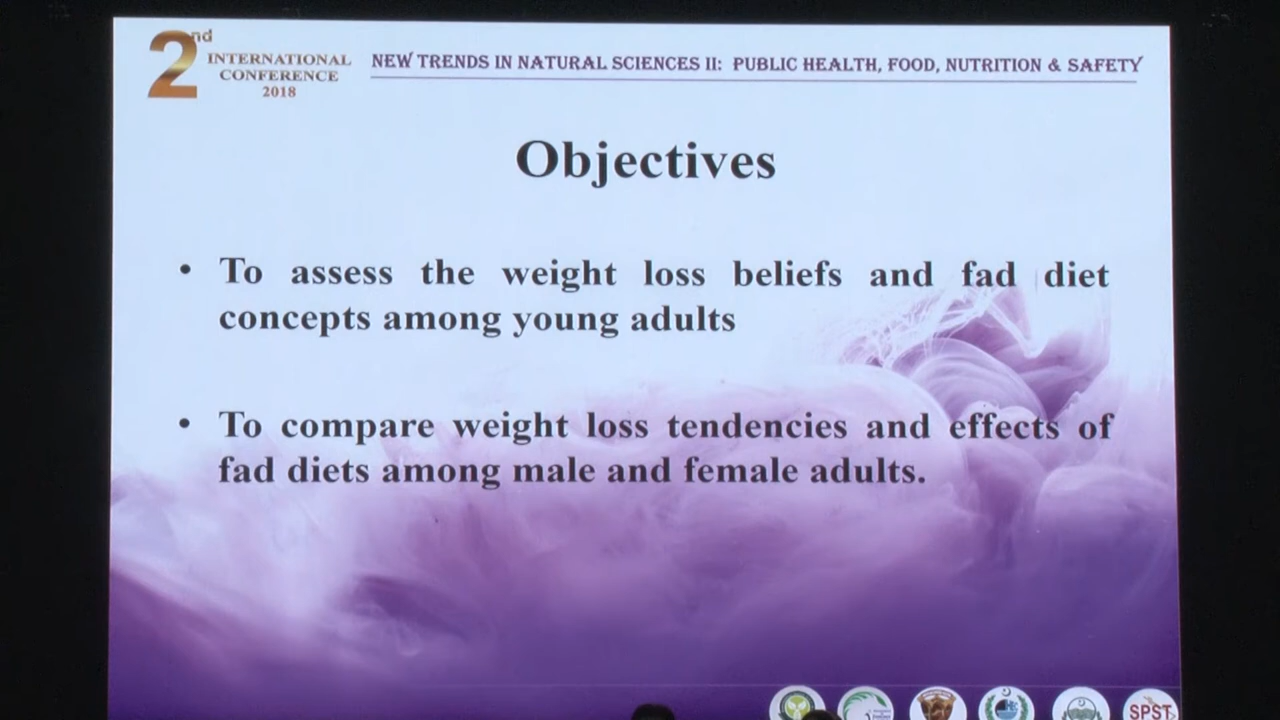 2nd
INTERNATIONAL
CONFERENCE
2018
NEW TRENDS IN NATURAL SCIENCES II: PUBLIC HEALTH, FOOD, NUTRITION & SAFETY
Objectives
• To assess the weight loss beliefs and fad diet
concepts among young adults
• To compare weight loss tendencies and effects of
fad diets among male and female adults.
SPST